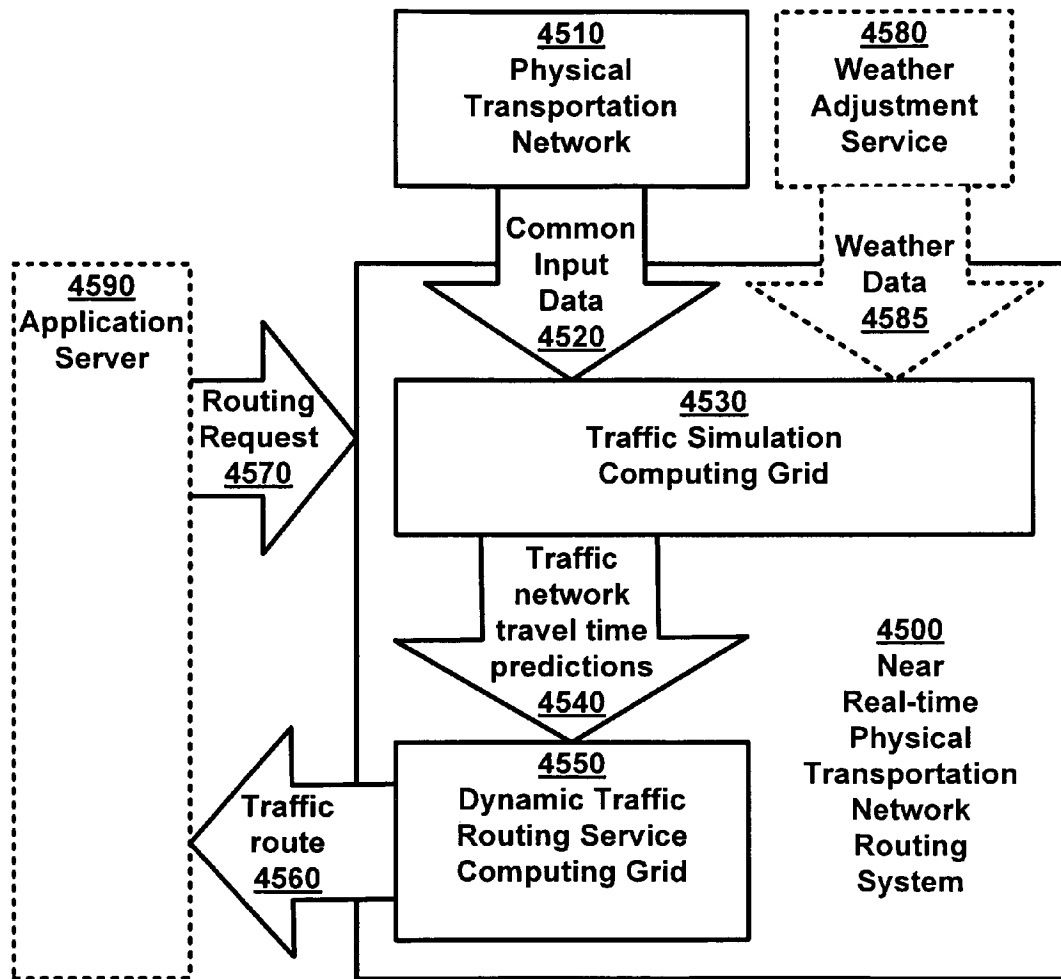 4510
Physical
Transportation
Network
4580
Weather
Adjustment
Service
Common
Input
Data
4520
Weather
Data
4585
4590
Application
Server
Routing
Request
4570
4530
Traffic Simulation
Computing Grid
Traffic
network
travel time
predictions
4540
4500
Near
Real-time
Physical
Transportation
Network
Routing
System
4550
Dynamic Traffic
Routing Service
Computing Grid
Traffic
route
4560